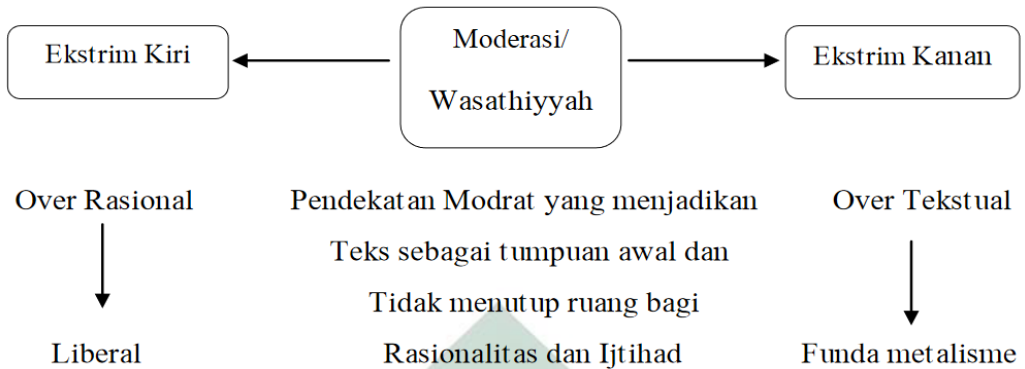 Ekstrim Kiri
Moderasi/
Wasathiyyah
Ekstrim Kanan
Over Rasional
Liberal
Pendekatan Modrat yang menjadikan
Teks sebagai tumpuan awal dan
Tidak menutup ruang bagi
Rasionalitas dan Ijtihad
Over Tekstual
Funda metalisme